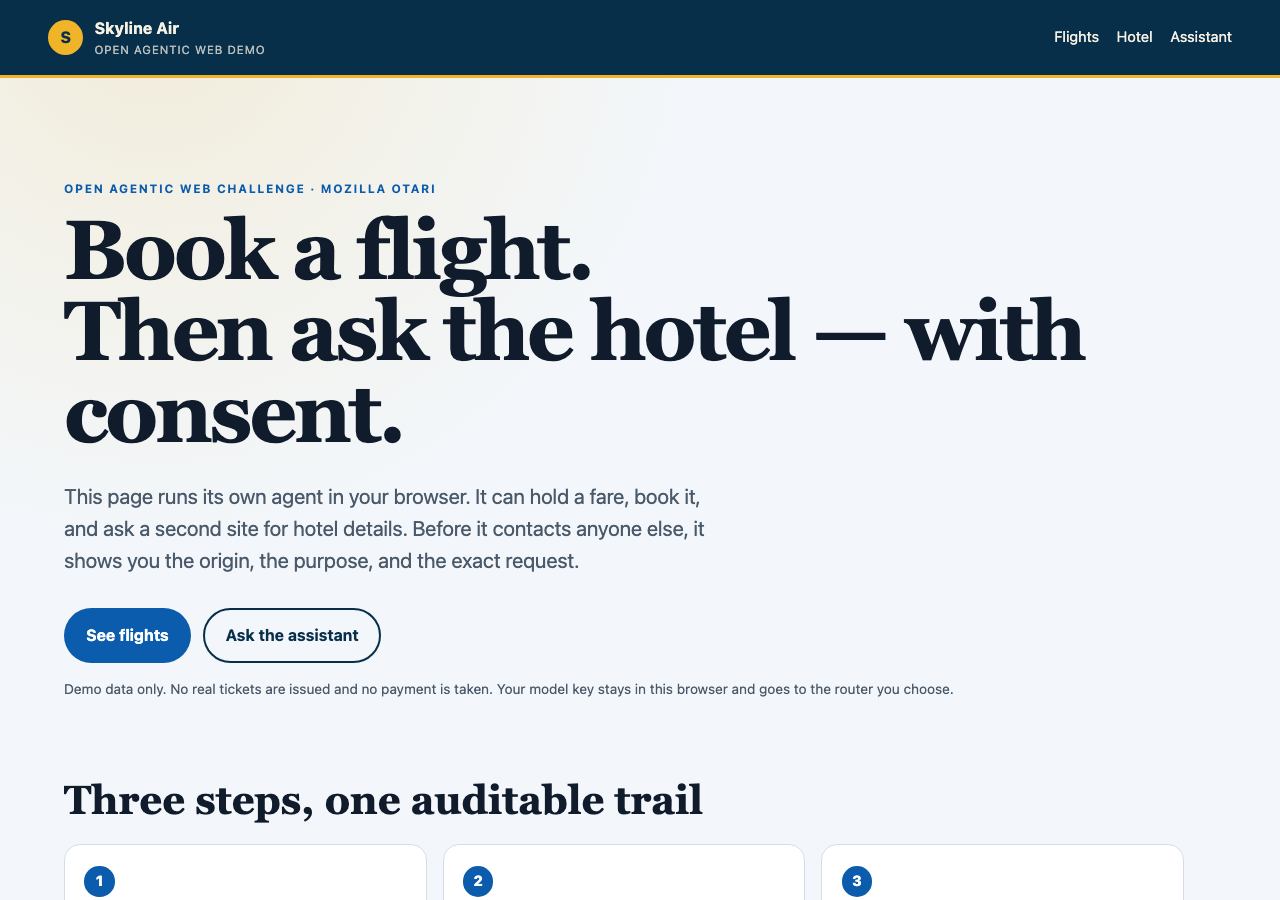 S
Skyline Air
OPEN AGENTIC WEB DEMO
Flights
Hotel
Assistant
OPEN AGENTIC WEB CHALLENGE · MOZILLA OTARI
Book a flight.
Then ask the hotel — with
consent.
This page runs its own agent in your browser. It can hold a fare, book it,
and ask a second site for hotel details. Before it contacts anyone else, it
shows you the origin, the purpose, and the exact request.
See flights
Ask the assistant
Demo data only. No real tickets are issued and no payment is taken. Your model key stays in this browser and goes to the router you choose.
Three steps, one auditable trail
1
2
3